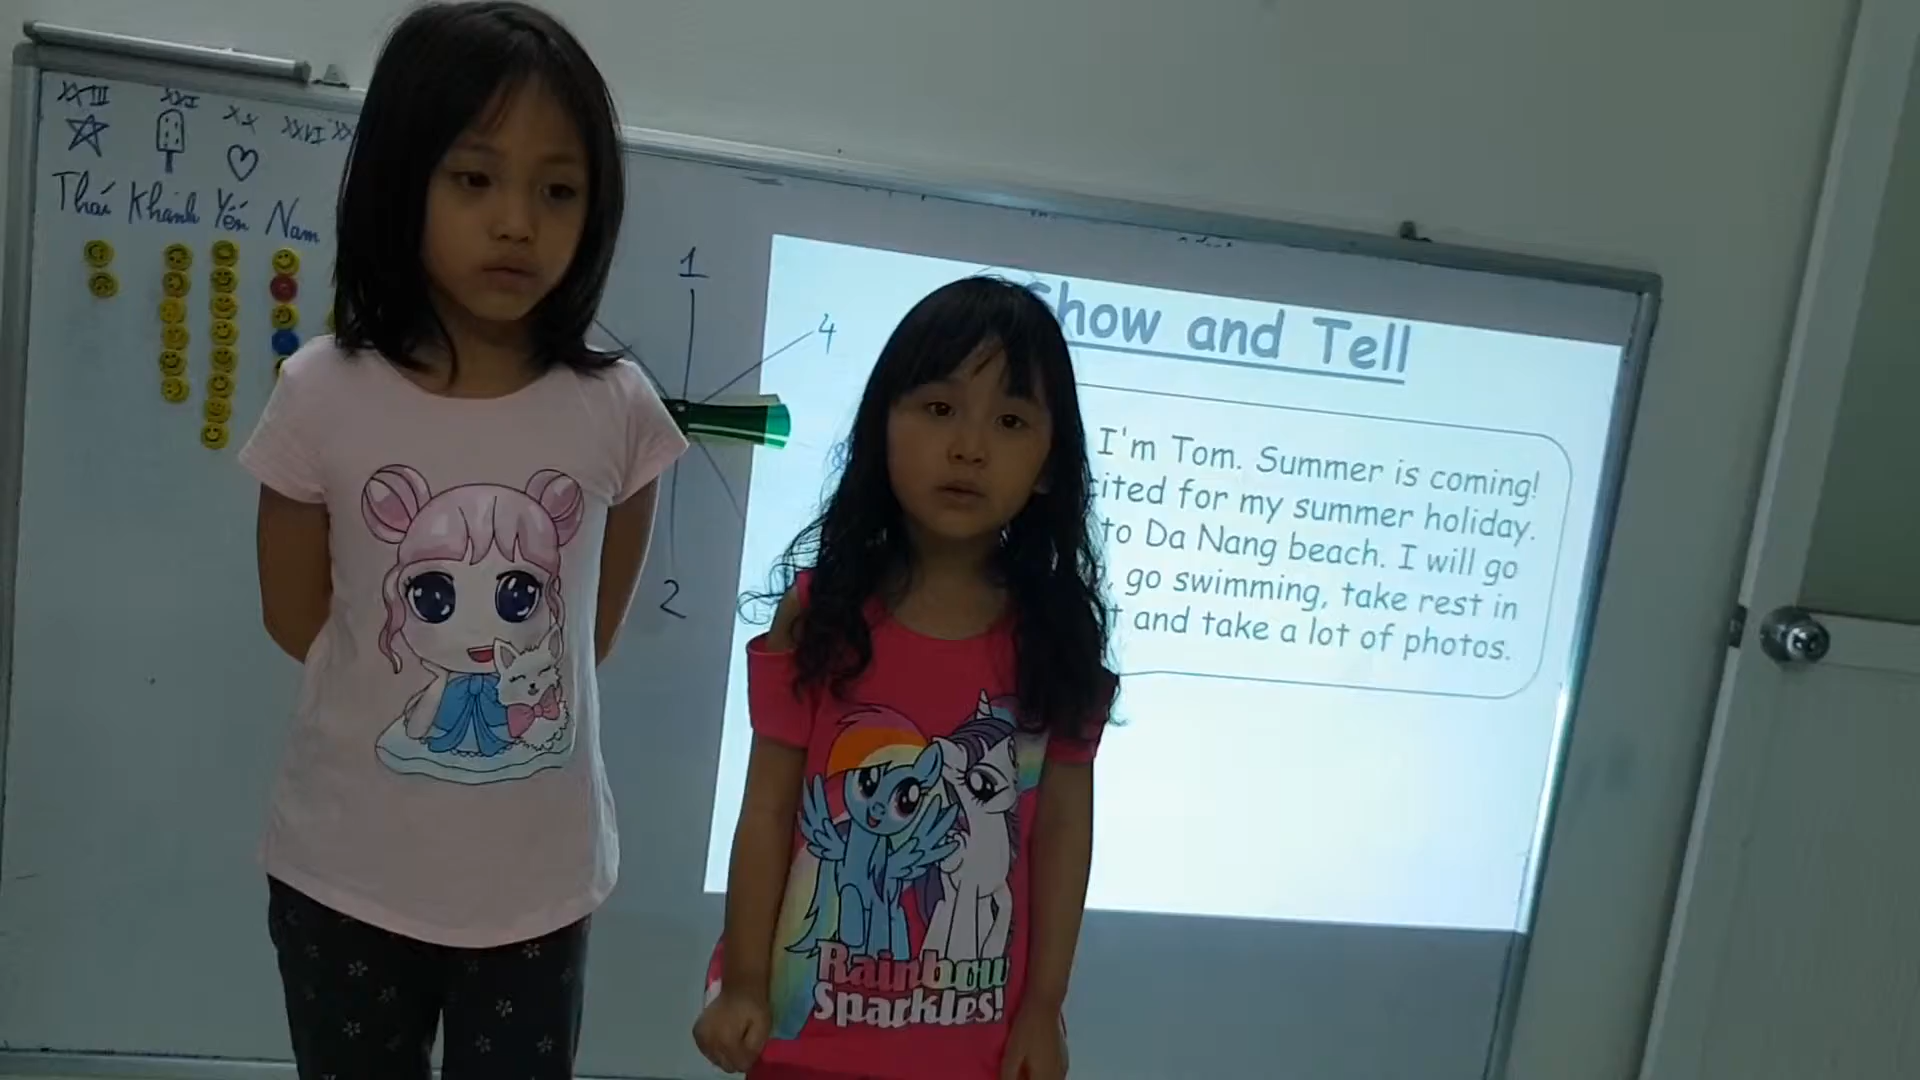 XXIII XXI XX XXVI XX
Thái Khánh Yến Nam
1
4
2
Show and Tell
I'm Tom. Summer is coming!
cited for my summer holiday.
to Da Nang beach. I will go
, go swimming, take rest in
t and take a lot of photos.
Rainbow
Sparkles!